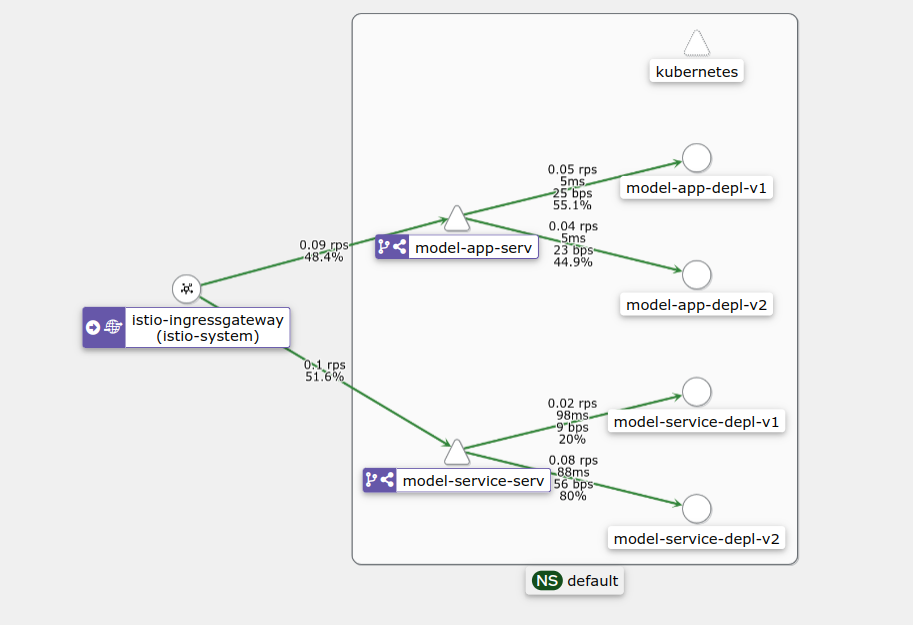 kubernetes
0.05 rps
5ms
25 bps
55.1%
model-app-depl-v1
0.09 rps
48.4%
model-app-serv
0.04 rps
5ms
23 bps
44.9%
model-app-depl-v2
istio-ingressgateway
(istio-system)
0.1 rps
51.6%
0.02 rps
98ms
9 bps
20%
model-service-depl-v1
model-service-serv
0.08 rps
88ms
56 bps
80%
model-service-depl-v2
NS default